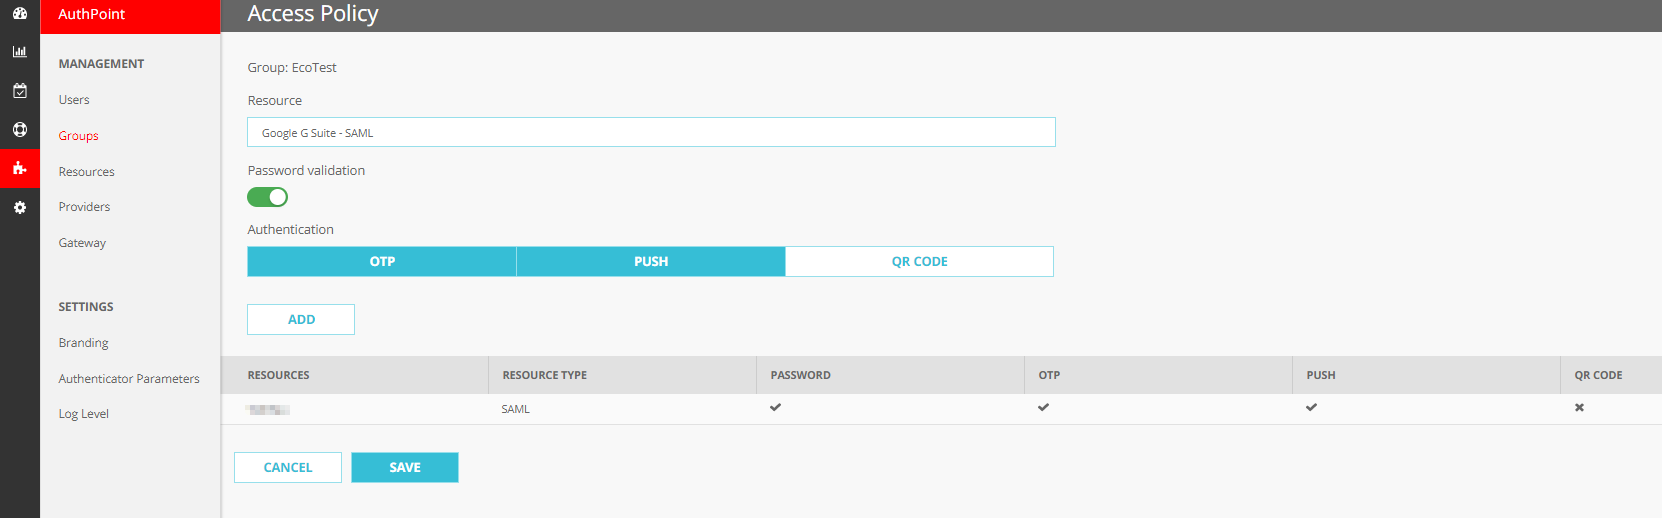 AuthPoint
Access Policy
MANAGEMENT
Users
Groups
Resources
Providers
Gateway
SETTINGS
Branding
Authenticator Parameters
Log Level
Group: EcoTest
Resource
Google G Suite - SAML
Password validation
Authentication
OTP PUSH QR CODE
ADD
RESOURCES RESOURCE TYPE PASSWORD OTP PUSH QR CODE
SAML
CANCEL SAVE